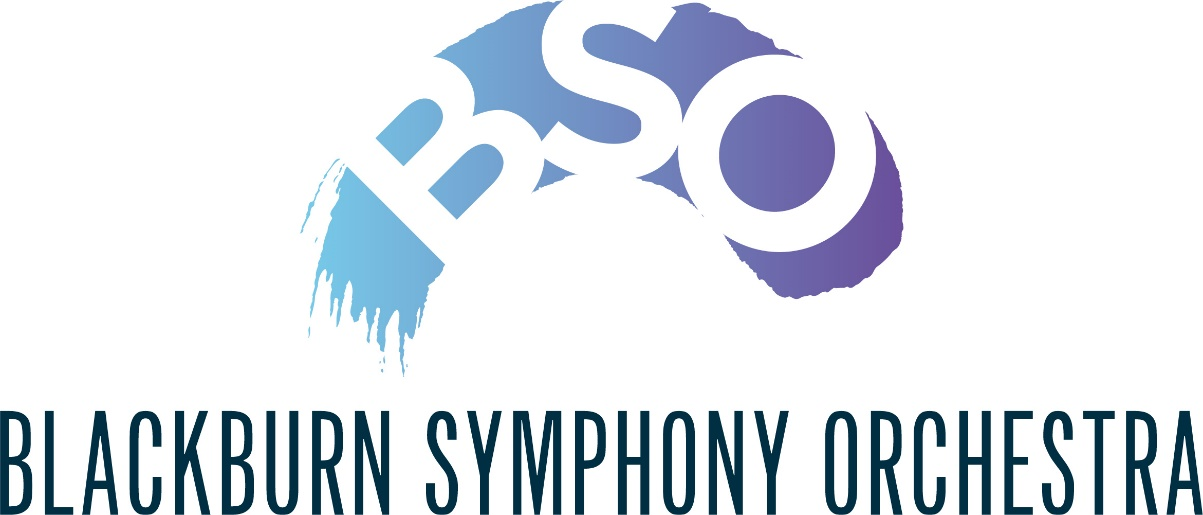 BSO
BLACKBURN SYMPHONY ORCHESTRA